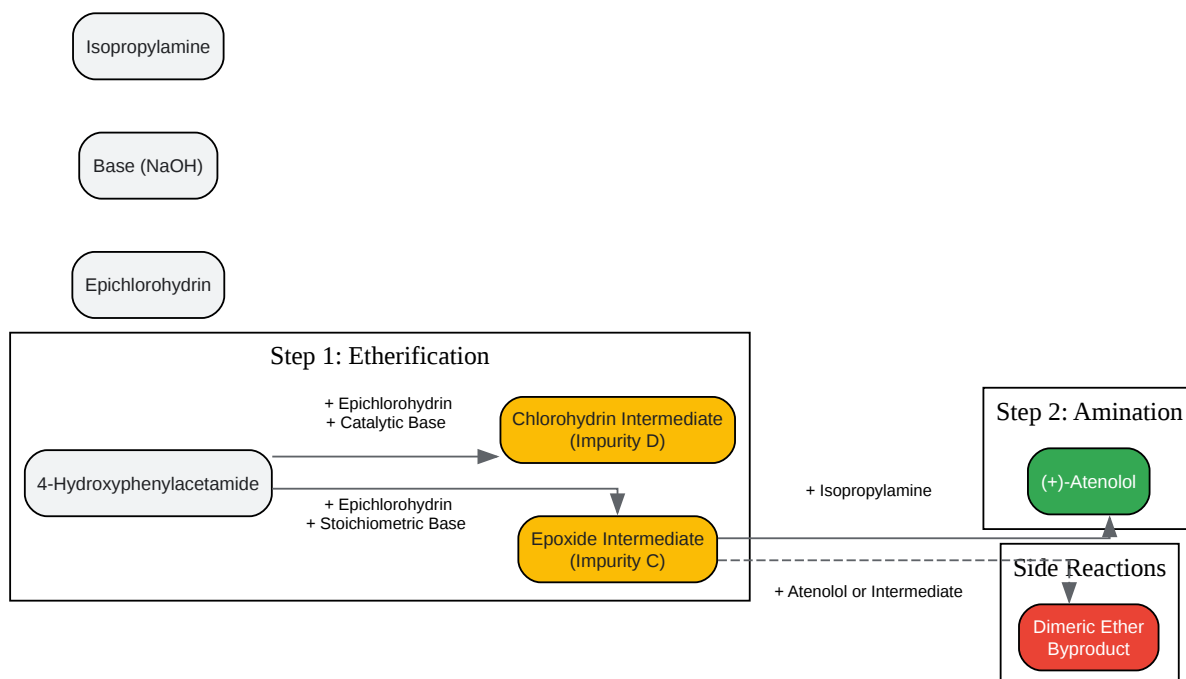 Isopropylamine
Base (NaOH)
Epichlorohydrin
Step 1: Etherification
+ Epichlorohydrin
+ Catalytic Base
Chlorohydrin Intermediate
(Impurity D)
4-Hydroxyphenylacetamide
+ Epichlorohydrin
+ Stoichiometric Base
Epoxide Intermediate
(Impurity C)
+ Isopropylamine
Step 2: Amination
(+)-Atenolol
+ Atenolol or Intermediate
Side Reactions
Dimeric Ether
Byproduct